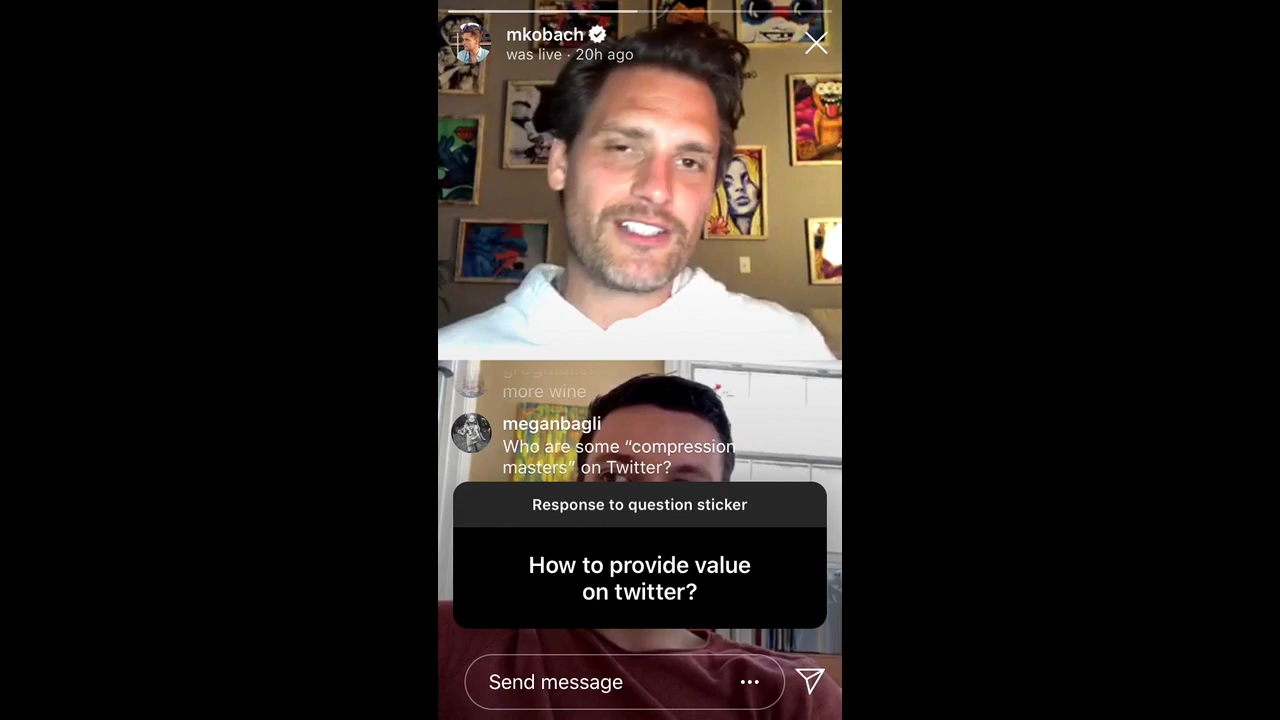 mkobach
was live · 20h ago
more wine
meganbagli
Who are some “compression
masters” on Twitter?
Response to question sticker
How to provide value
on twitter?
Send message